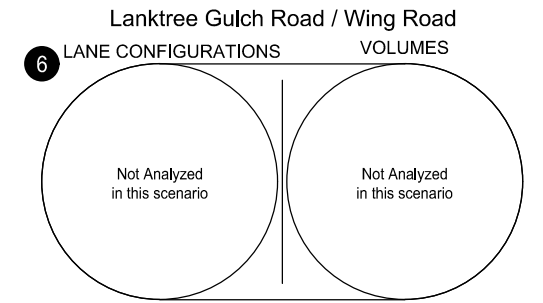 Lanktree Gulch Road / Wing Road
6 LANE CONFIGURATIONS VOLUMES
Not Analyzed Not Analyzed
in this scenario in this scenario